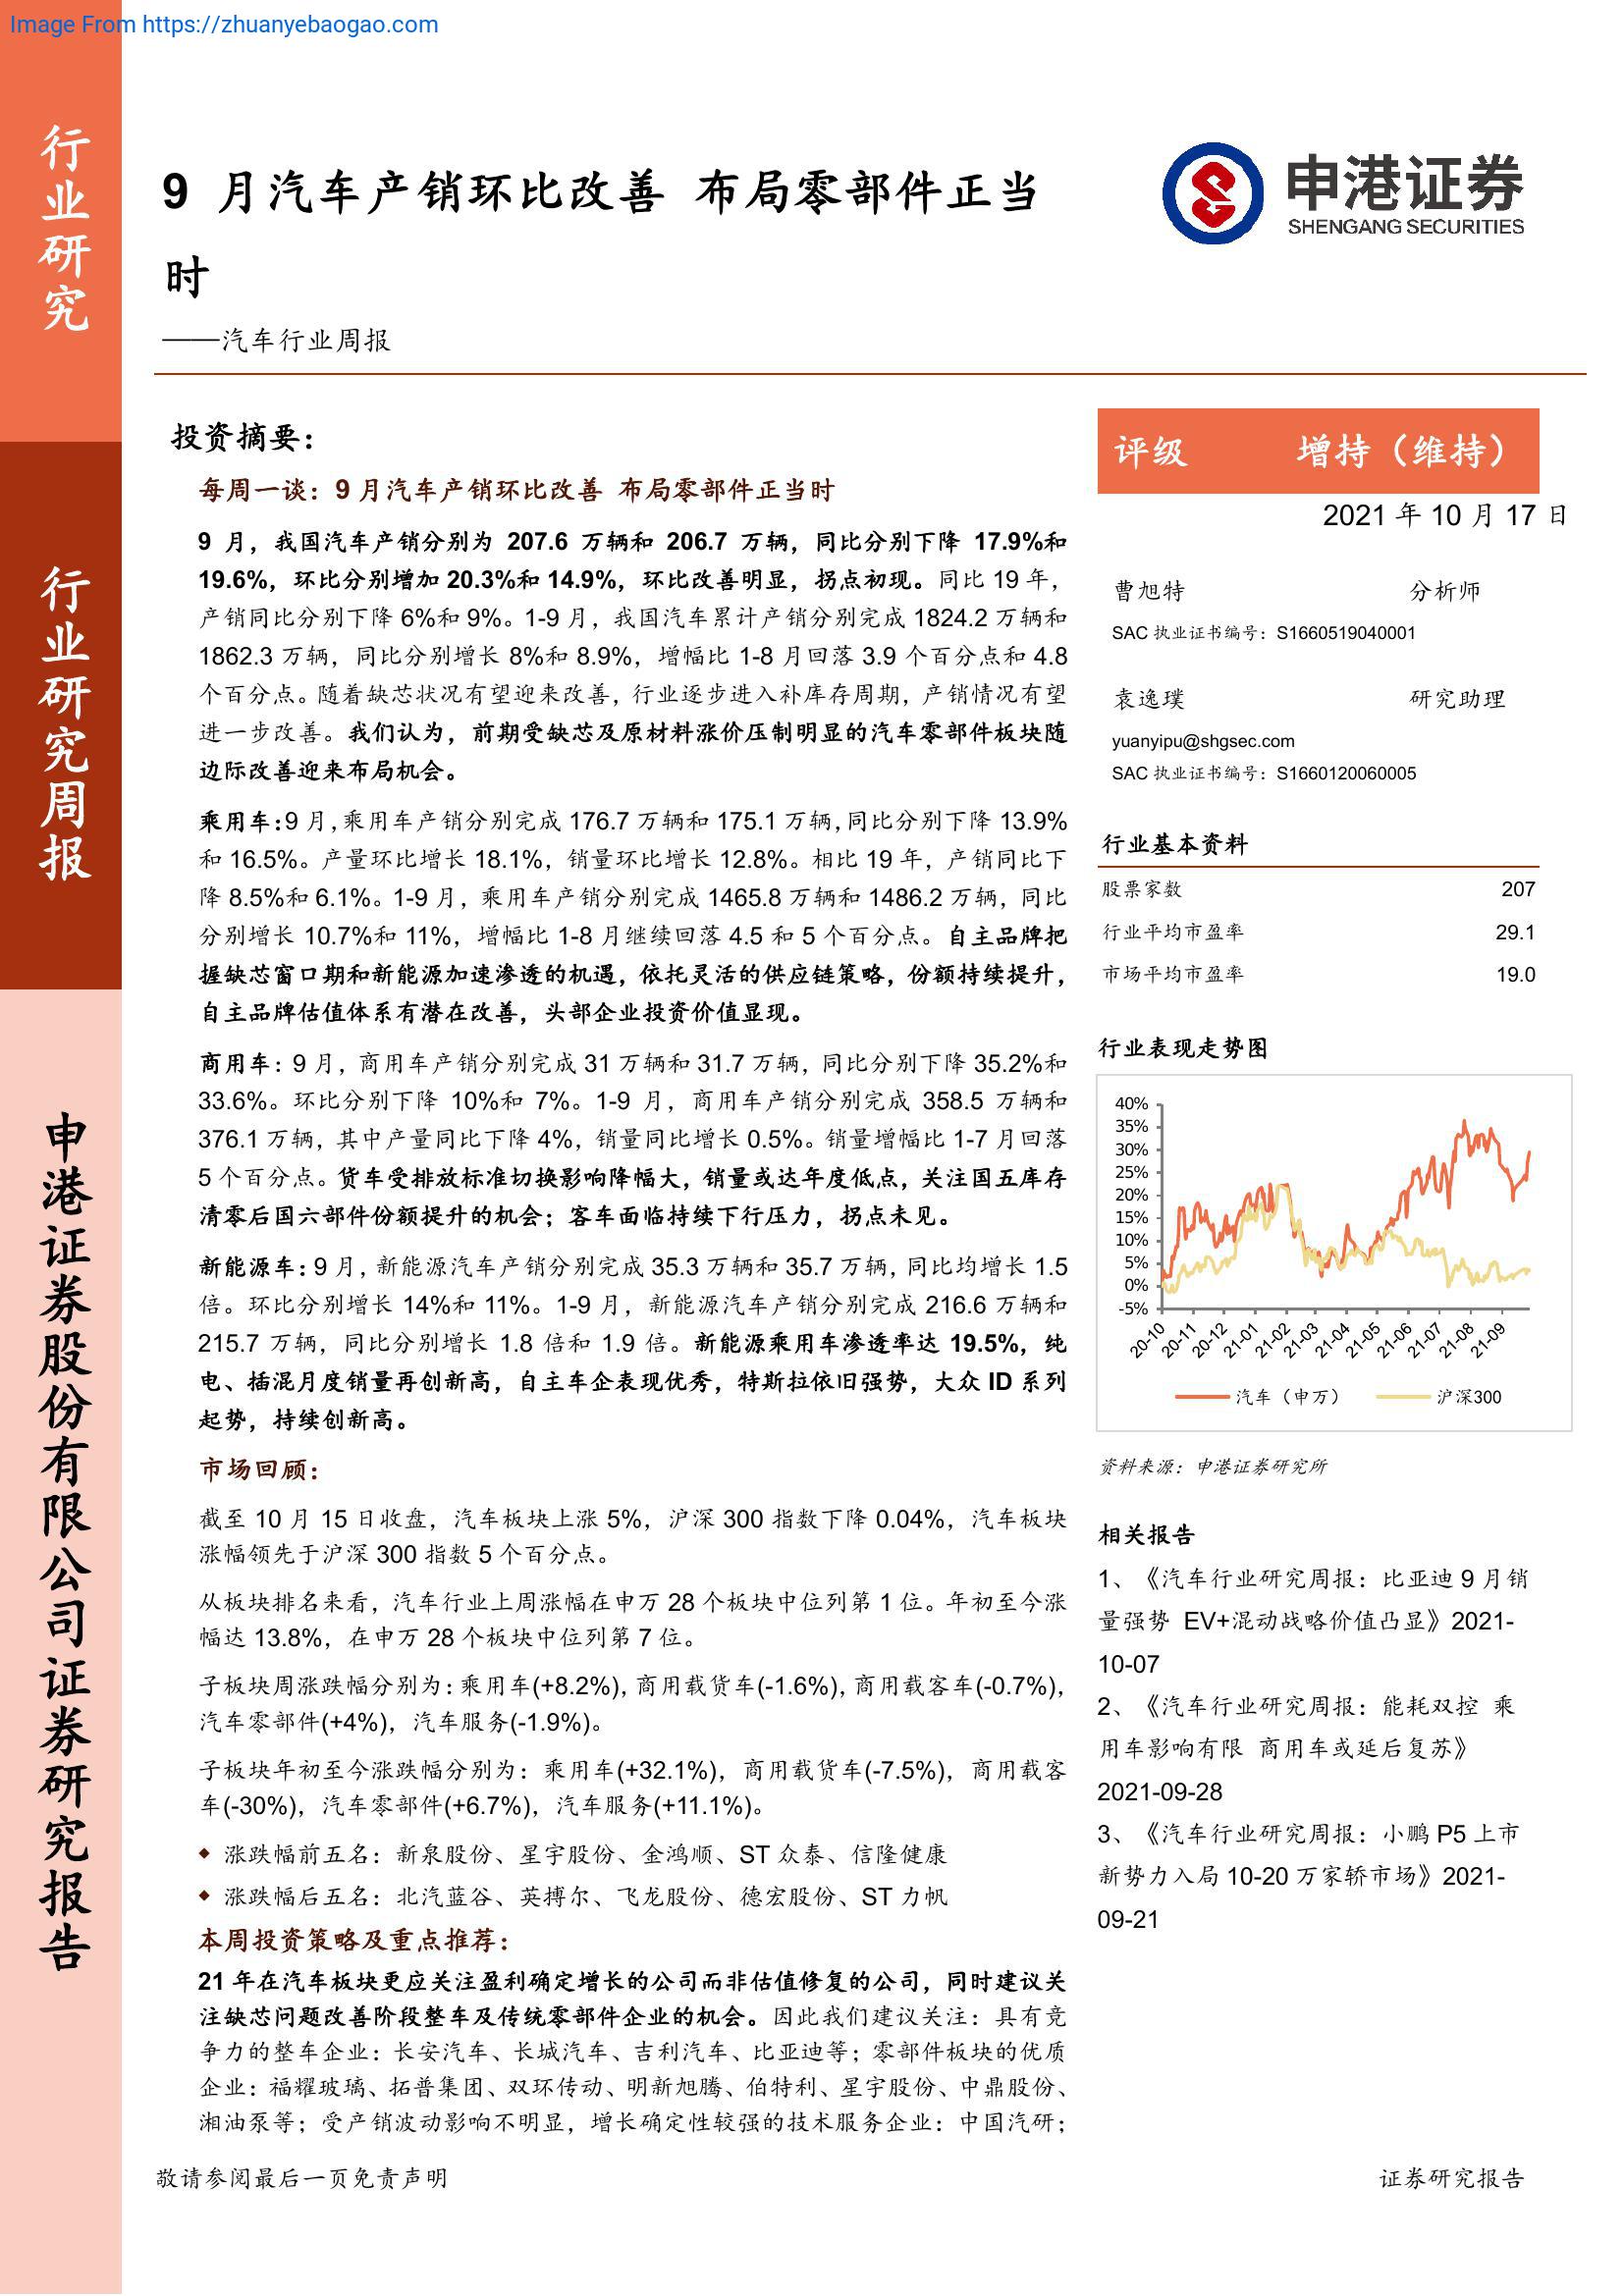 Image From https://zhuanyebaogao.com
行业研究
行业研究周报
申港证券股份有限公司证券研究报告
9 月汽车产销环比改善 布局零部件正当
时
——汽车行业周报
申港证券
SHENGANG SECURITIES
投资摘要：
每周一谈：9 月汽车产销环比改善 布局零部件正当时
9 月，我国汽车产销分别为 207.6 万辆和 206.7 万辆，同比分别下降 17.9%和
19.6%，环比分别增加 20.3%和 14.9%，环比改善明显，拐点初现。同比 19 年，
产销同比分别下降 6%和 9%。1-9 月，我国汽车累计产销分别完成 1824.2 万辆和
1862.3 万辆，同比分别增长 8%和 8.9%，增幅比 1-8 月回落 3.9 个百分点和 4.8
个百分点。随着缺芯状况有望迎来改善，行业逐步进入补库存周期，产销情况有望
进一步改善。我们认为，前期受缺芯及原材料涨价压制明显的汽车零部件板块随
边际改善迎来布局机会。
乘用车：9 月，乘用车产销分别完成 176.7 万辆和 175.1 万辆，同比分别下降 13.9%
和 16.5%。产量环比增长 18.1%，销量环比增长 12.8%。相比 19 年，产销同比下
降 8.5%和 6.1%。1-9 月，乘用车产销分别完成 1465.8 万辆和 1486.2 万辆，同比
分别增长 10.7%和 11%，增幅比 1-8 月继续回落 4.5 和 5 个百分点。自主品牌把
握缺芯窗口期和新能源加速渗透的机遇，依托灵活的供应链策略，份额持续提升，
自主品牌估值体系有潜在改善，头部企业投资价值显现。
商用车：9 月，商用车产销分别完成 31 万辆和 31.7 万辆，同比分别下降 35.2%和
33.6%。环比分别下降 10%和 7%。1-9 月，商用车产销分别完成 358.5 万辆和
376.1 万辆，其中产量同比下降 4%，销量同比增长 0.5%。销量增幅比 1-7 月回落
5 个百分点。货车受排放标准切换影响降幅大，销量或达年度低点，关注国五库存
清零后国六部件份额提升的机会；客车面临持续下行压力，拐点未见。
新能源车：9 月，新能源汽车产销分别完成 35.3 万辆和 35.7 万辆，同比均增长 1.5
倍。环比分别增长 14%和 11%。1-9 月，新能源汽车产销分别完成 216.6 万辆和
215.7 万辆，同比分别增长 1.8 倍和 1.9 倍。新能源乘用车渗透率达 19.5%，纯
电、插混月度销量再创新高，自主车企表现优秀，特斯拉依旧强势，大众 ID 系列
起势，持续创新高。
市场回顾：
截至 10 月 15 日收盘，汽车板块上涨 5%，沪深 300 指数下降 0.04%，汽车板块
涨幅领先于沪深 300 指数 5 个百分点。
从板块排名来看，汽车行业上周涨幅在申万 28 个板块中位列第 1 位。年初至今涨
幅达 13.8%，在申万 28 个板块中位列第 7 位。
子板块周涨跌幅分别为：乘用车(+8.2%)，商用载货车(-1.6%)，商用载客车(-0.7%)，
汽车零部件(+4%)，汽车服务(-1.9%)。
子板块年初至今涨跌幅分别为：乘用车(+32.1%)，商用载货车(-7.5%)，商用载客
车(-30%)，汽车零部件(+6.7%)，汽车服务(+11.1%)。
◆ 涨跌幅前五名：新泉股份、星宇股份、金鸿顺、ST 众泰、信隆健康
◆ 涨跌幅后五名：北汽蓝谷、英搏尔、飞龙股份、德宏股份、ST 力帆
本周投资策略及重点推荐：
21 年在汽车板块更应关注盈利确定增长的公司而非估值修复的公司，同时建议关
注缺芯问题改善阶段整车及传统零部件企业的机会。因此我们建议关注：具有竞
争力的整车企业：长安汽车、长城汽车、吉利汽车、比亚迪等；零部件板块的优质
企业：福耀玻璃、拓普集团、双环传动、明新旭腾、伯特利、星宇股份、中鼎股份、
湘油泵等；受产销波动影响不明显，增长确定性较强的技术服务企业：中国汽研；
评级 增持（维持）
2021 年 10 月 17 日
曹旭特 分析师
SAC 执业证书编号：S1660519040001
袁逸璞 研究助理
yuanyipu@shgsec.com
SAC 执业证书编号：S1660120060005
行业基本资料
股票家数 207
行业平均市盈率 29.1
市场平均市盈率 19.0
行业表现走势图
40%
35%
30%
25%
20%
15%
10%
5%
0%
-5%
20-10 20-11 20-12 21-01 21-02 21-03 21-04 21-05 21-06 21-07 21-08 21-09
汽车（申万） 沪深300
资料来源：申港证券研究所
相关报告
1、《汽车行业研究周报：比亚迪 9 月销
量强势 EV+混动战略价值凸显》2021-
10-07
2、《汽车行业研究周报：能耗双控 乘
用车影响有限 商用车或延后复苏》
2021-09-28
3、《汽车行业研究周报：小鹏 P5 上市
新势力入局 10-20 万家轿市场》2021-
09-21
敬请参阅最后一页免责声明 证券研究报告